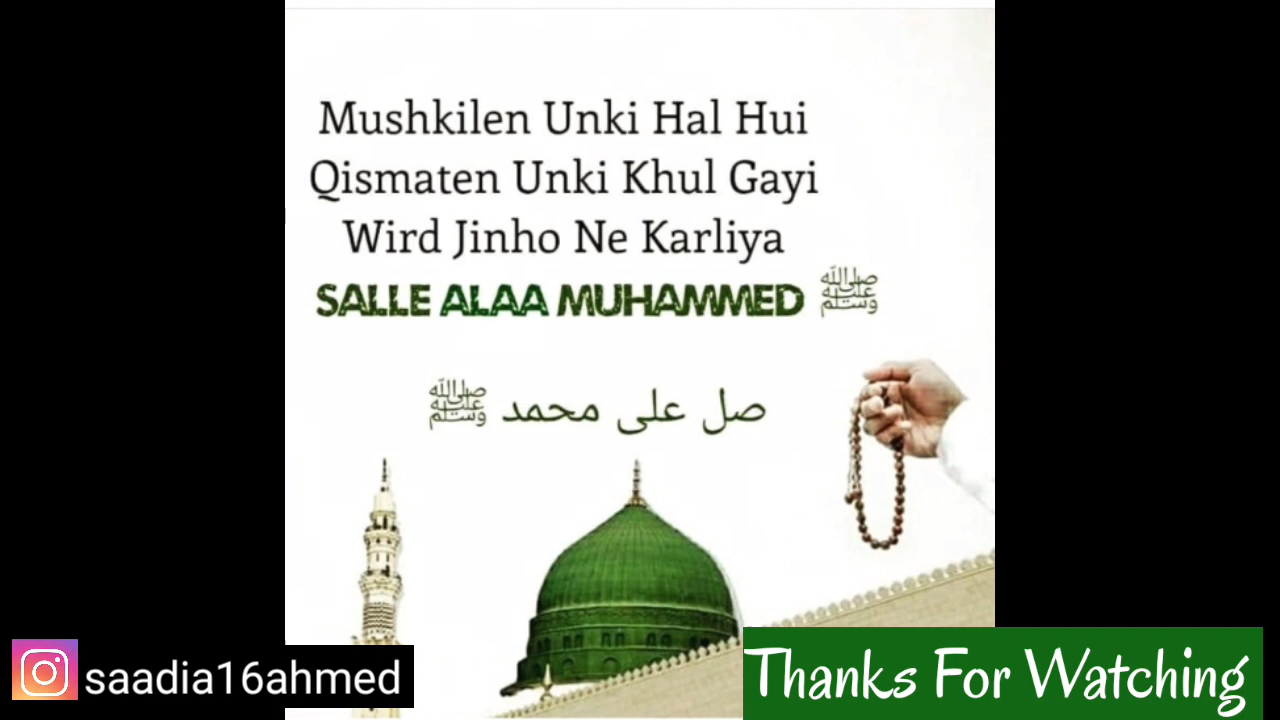 Mushkilen Unki Hal Hui
Qismaten Unki Khul Gayi
Wird Jinho Ne Karliya
SALLE ALAA MUHAMMED ﷺ
صل على محمد ﷺ
saadia16ahmed
Thanks For Watching